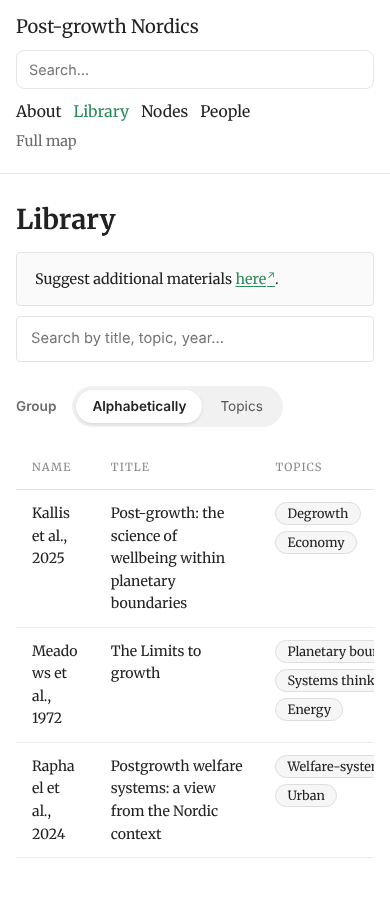 Post-growth Nordics
Search...
About Library Nodes People
Full map
Library
Suggest additional materials here↗.
Search by title, topic, year...
Group Alphabetically Topics
NAME TITLE TOPICS
Kallis
et al.,
2025
Post-growth: the
science of
wellbeing within
planetary
boundaries
Degrowth
Economy
Meado
ws et
al.,
1972
The Limits to
growth
Planetary bour
Systems think
Energy
Rapha
el et
al.,
2024
Postgrowth welfare
systems: a view
from the Nordic
context
Welfare-syster
Urban